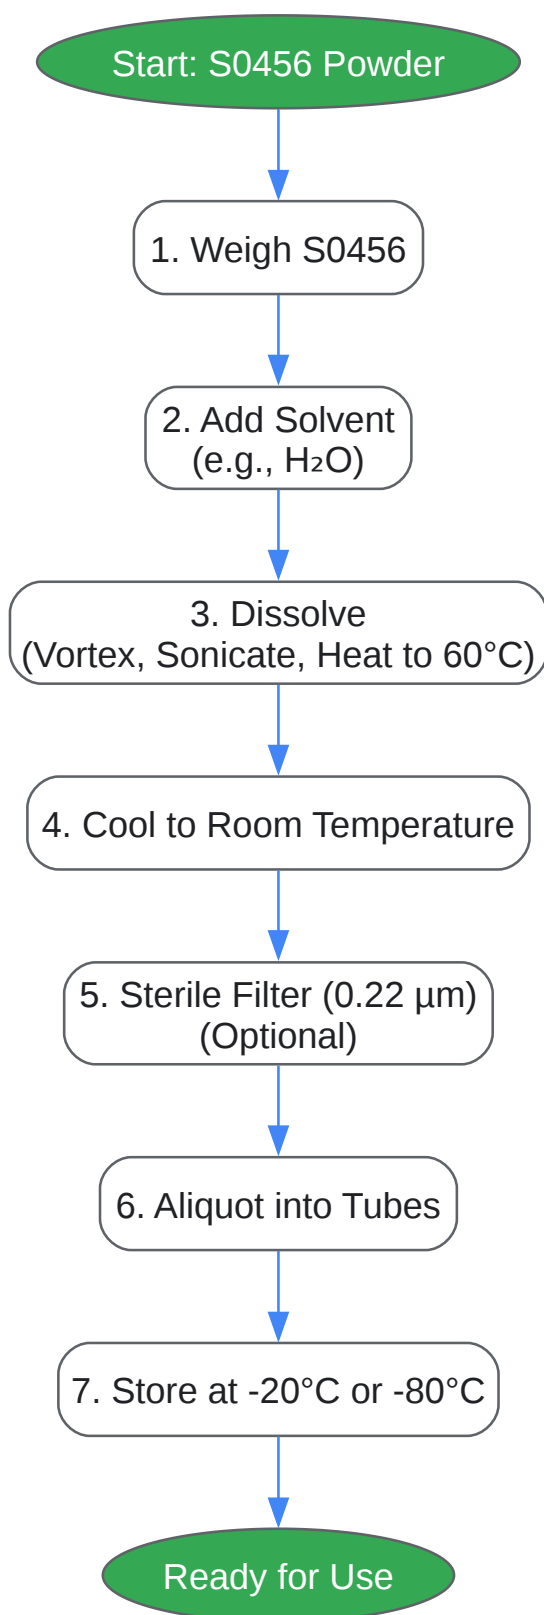 Start: S0456 Powder
1. Weigh S0456
2. Add Solvent
(e.g., H₂O)
3. Dissolve
(Vortex, Sonicate, Heat to 60°C)
4. Cool to Room Temperature
5. Sterile Filter (0.22 µm)
(Optional)
6. Aliquot into Tubes
7. Store at -20°C or -80°C
Ready for Use